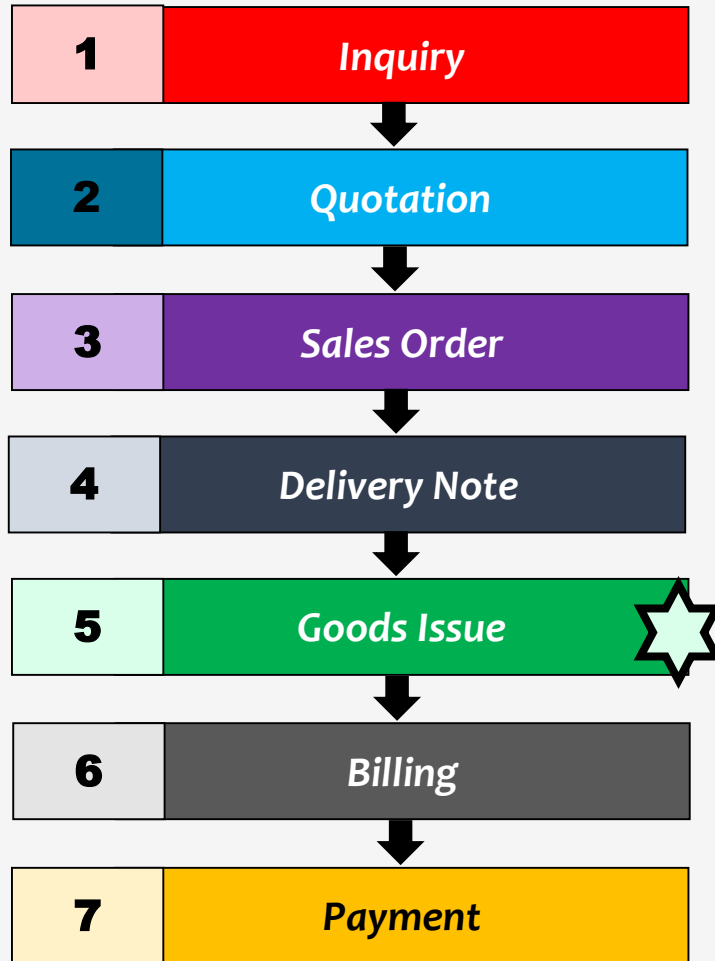 1 Inquiry
2 Quotation
3 Sales Order
4 Delivery Note
5 Goods Issue
6 Billing
7 Payment